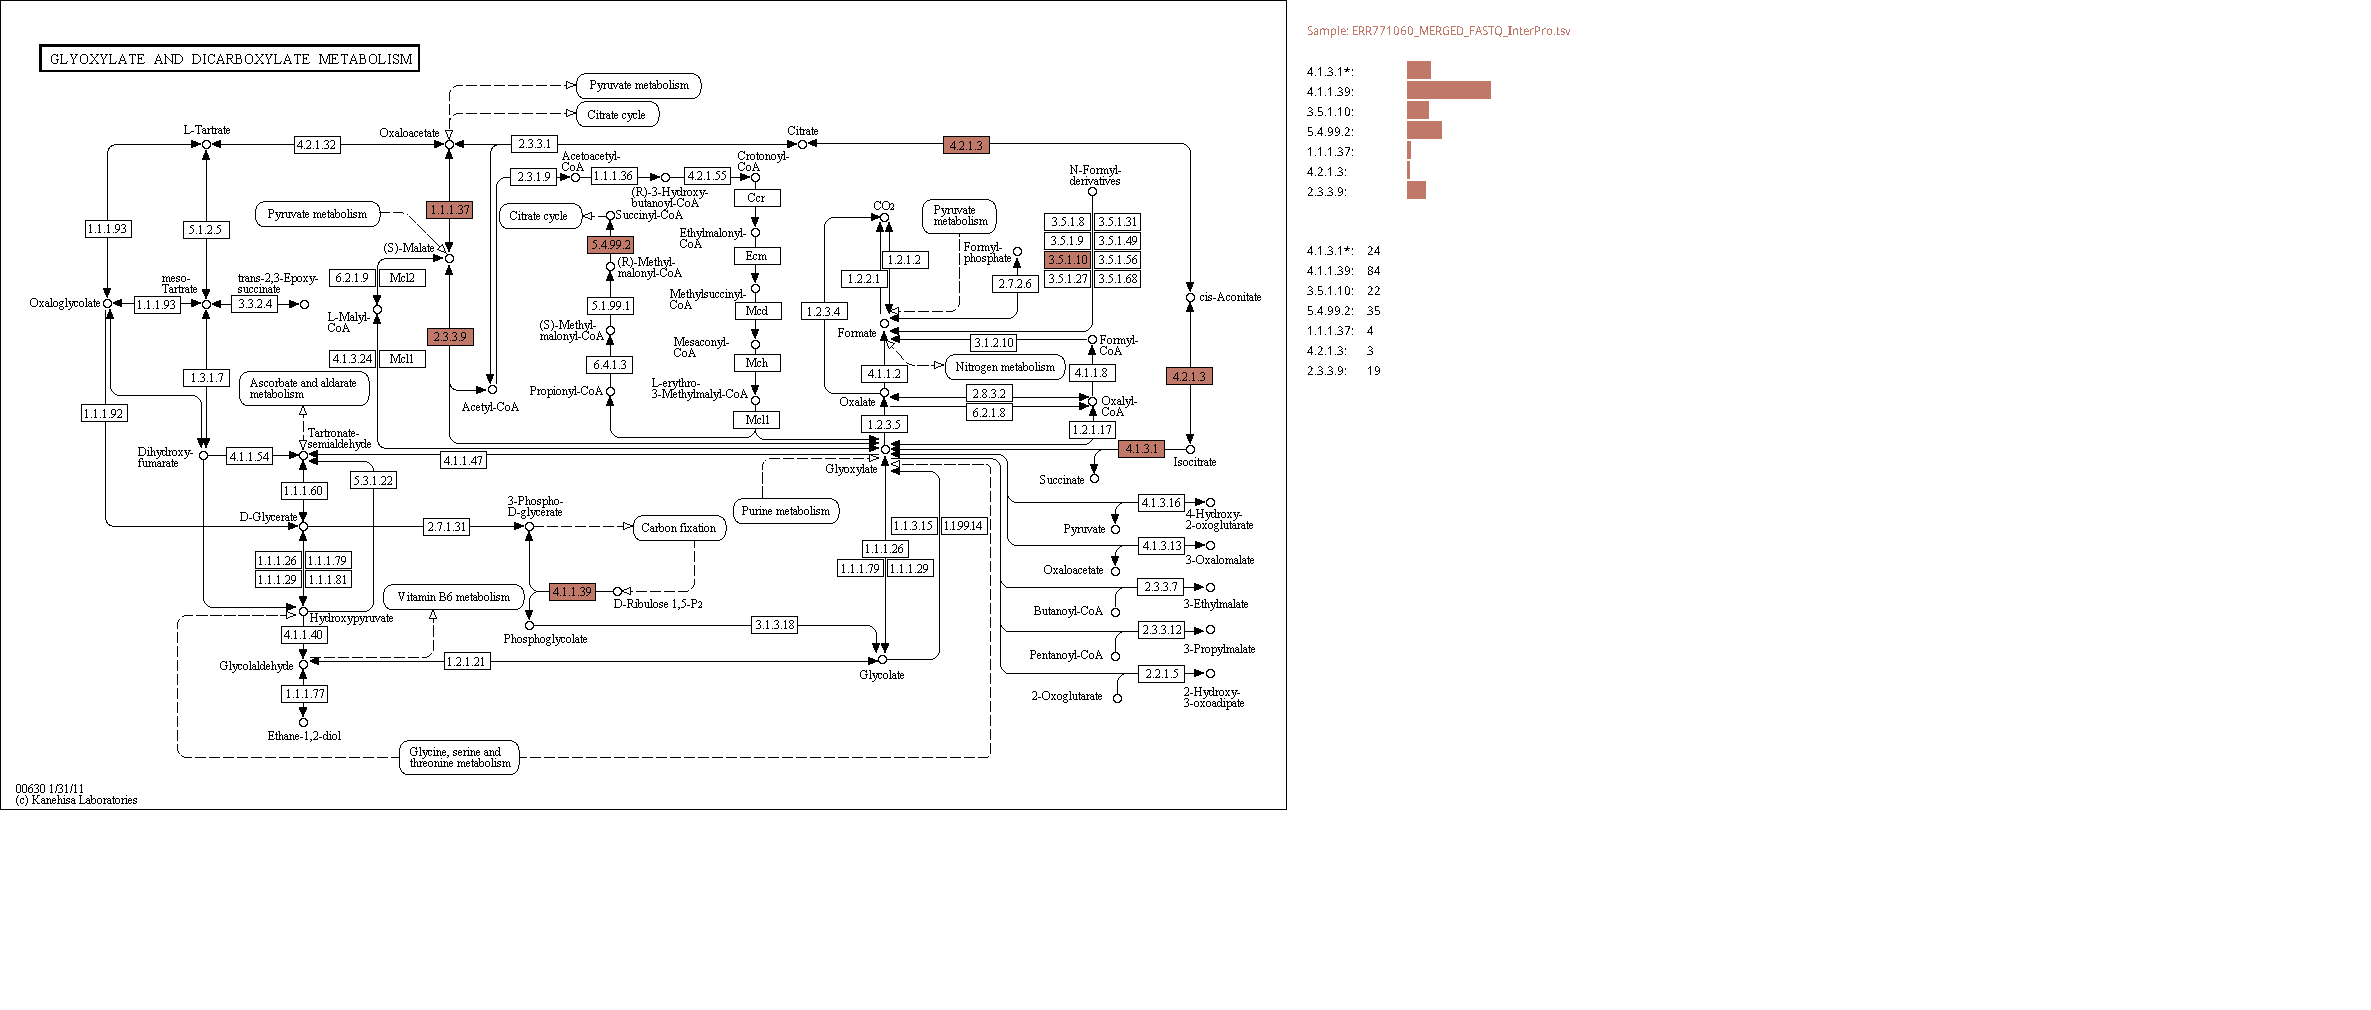 Sample: ERR771060_MERGED_FASTQ_InterPro.tsv
GLYOXYLATE AND DICARBOXYLATE METABOLISM
4.1.3.1*:
4.1.1.39:
3.5.1.10:
5.4.99.2:
1.1.1.37:
4.2.1.3:
2.3.3.9:
4.1.3.1*: 24
4.1.1.39: 84
3.5.1.10: 22
5.4.99.2: 35
1.1.1.37: 4
4.2.1.3: 3
2.3.3.9: 19
Pyruvate metabolism
Citrate cycle
L-Tartrate
4.2.1.32
Oxaloacetate
2.3.3.1
Citrate
4.2.1.3
Acetoacetyl-
CoA
Crotonoyl-
CoA
2.3.1.9
1.1.1.36
4.2.1.55
(R)-3-Hydroxy-
butanoyl-CoA
N-Formyl-
derivatives
Pyruvate metabolism
1.1.1.37
Citrate cycle
Succinyl-CoA
Ccr
CO2
Pyruvate
metabolism
3.5.1.8
3.5.1.31
3.5.1.9
3.5.1.49
3.5.1.10
3.5.1.56
3.5.1.27
3.5.1.68
1.1.1.93
5.1.2.5
(S)-Malate
5.4.99.2
Ethylmalonyl-
CoA
Formyl-
phosphate
1.2.1.2
(R)-Methyl-
malonyl-CoA
Ecm
1.2.2.1
2.7.2.6
meso-
Tartrate
trans-2,3-Epoxy-
succinate
6.2.1.9
Mcl2
Oxaloglycolate
1.1.1.93
3.3.2.4
5.1.99.1
Methylsuccinyl-
CoA
cis-Aconitate
L-Malyl-
CoA
Mcd
1.2.3.4
2.3.3.9
(S)-Methyl-
malonyl-CoA
Formate
Mesaconyl-
CoA
3.1.2.10
Formyl-
CoA
4.1.3.24
Mcl1
6.4.1.3
Mch
Nitrogen metabolism
1.3.1.7
Ascorbate and aldarate
metabolism
4.1.1.2
4.1.1.8
4.2.1.3
Propionyl-CoA
L-erythro-
3-Methylmalyl-CoA
Acetyl-CoA
Oxalate
2.8.3.2
6.2.1.8
Oxalyl-
CoA
1.1.1.92
Mcl1
1.2.3.5
1.2.1.17
Tartronate-
semialdehyde
Dihydroxy-
fumarate
4.1.1.54
4.1.1.47
Glyoxylate
4.1.3.1
Isocitrate
5.3.1.22
Succinate
1.1.1.60
4.1.3.16
4-Hydroxy-
2-oxoglutarate
Pyruvate
3-Phospho-
D-glycerate
Purine metabolism
D-Glycerate
2.7.1.31
Carbon fixation
1.1.3.15
1.1.99.14
4.1.3.13
3-Oxalomalate
Oxaloacetate
1.1.1.26
1.1.1.79
1.1.1.29
1.1.1.81
1.1.1.26
1.1.1.79
1.1.1.29
2.3.3.7
3-Ethylmalate
Butanoyl-CoA
Vitamin B6 metabolism
4.1.1.39
D-Ribulose 1,5-P2
Hydroxypyruvate
4.1.1.40
Phosphoglycolate
3.1.3.18
2.3.3.12
3-Propylmalate
Pentanoyl-CoA
Glycolaldehyde
1.2.1.21
Glycolate
2.2.1.5
2-Hydroxy-
3-oxoadipate
2-Oxoglutarate
1.1.1.77
Ethane-1,2-diol
Glycine, serine and
threonine metabolism
00630 1/31/11
(c) Kanehisa Laboratories